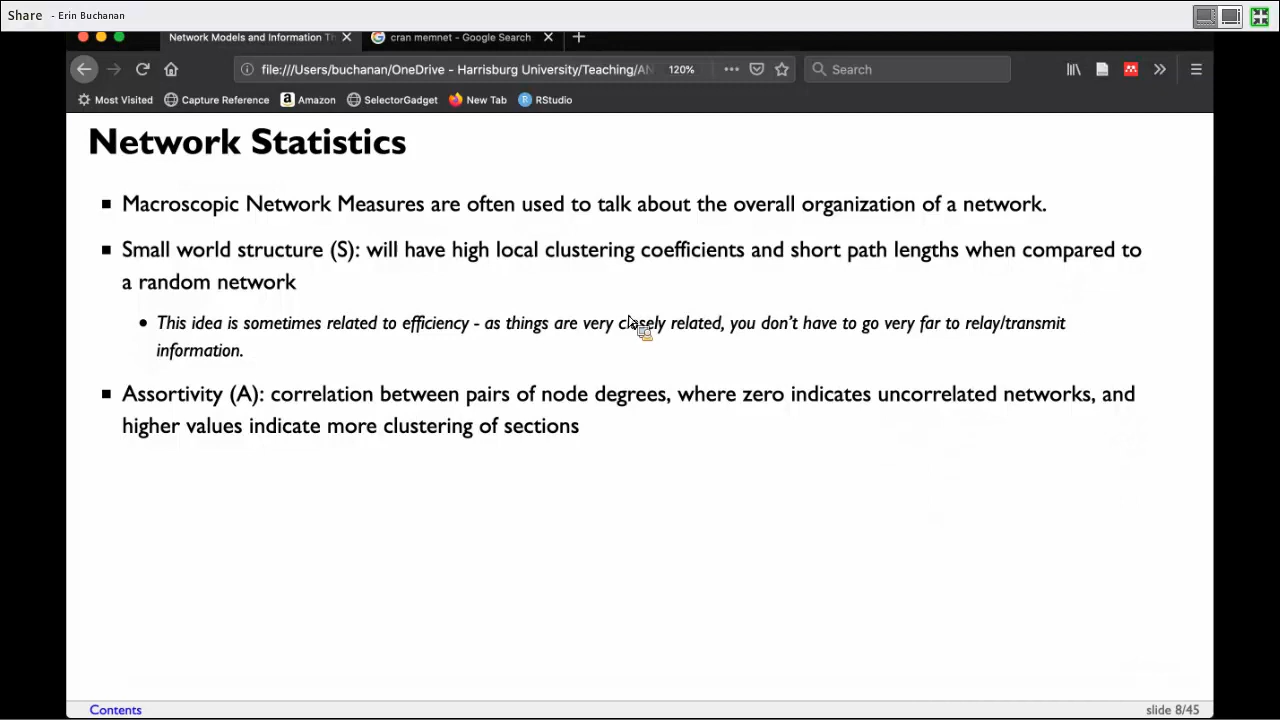 Share - Erin Buchanan
Network Models and Information Th
cran memnet - Google Search
file:///Users/buchanan/OneDrive - Harrisburg University/Teaching/AN
120%
Search
Most Visited
Capture Reference
Amazon
SelectorGadget
New Tab
RStudio
Network Statistics
Macroscopic Network Measures are often used to talk about the overall organization of a network.
Small world structure (S): will have high local clustering coefficients and short path lengths when compared to
a random network
This idea is sometimes related to efficiency - as things are very closely related, you don't have to go very far to relay/transmit
information.
Assortivity (A): correlation between pairs of node degrees, where zero indicates uncorrelated networks, and
higher values indicate more clustering of sections
Contents
slide 8/45